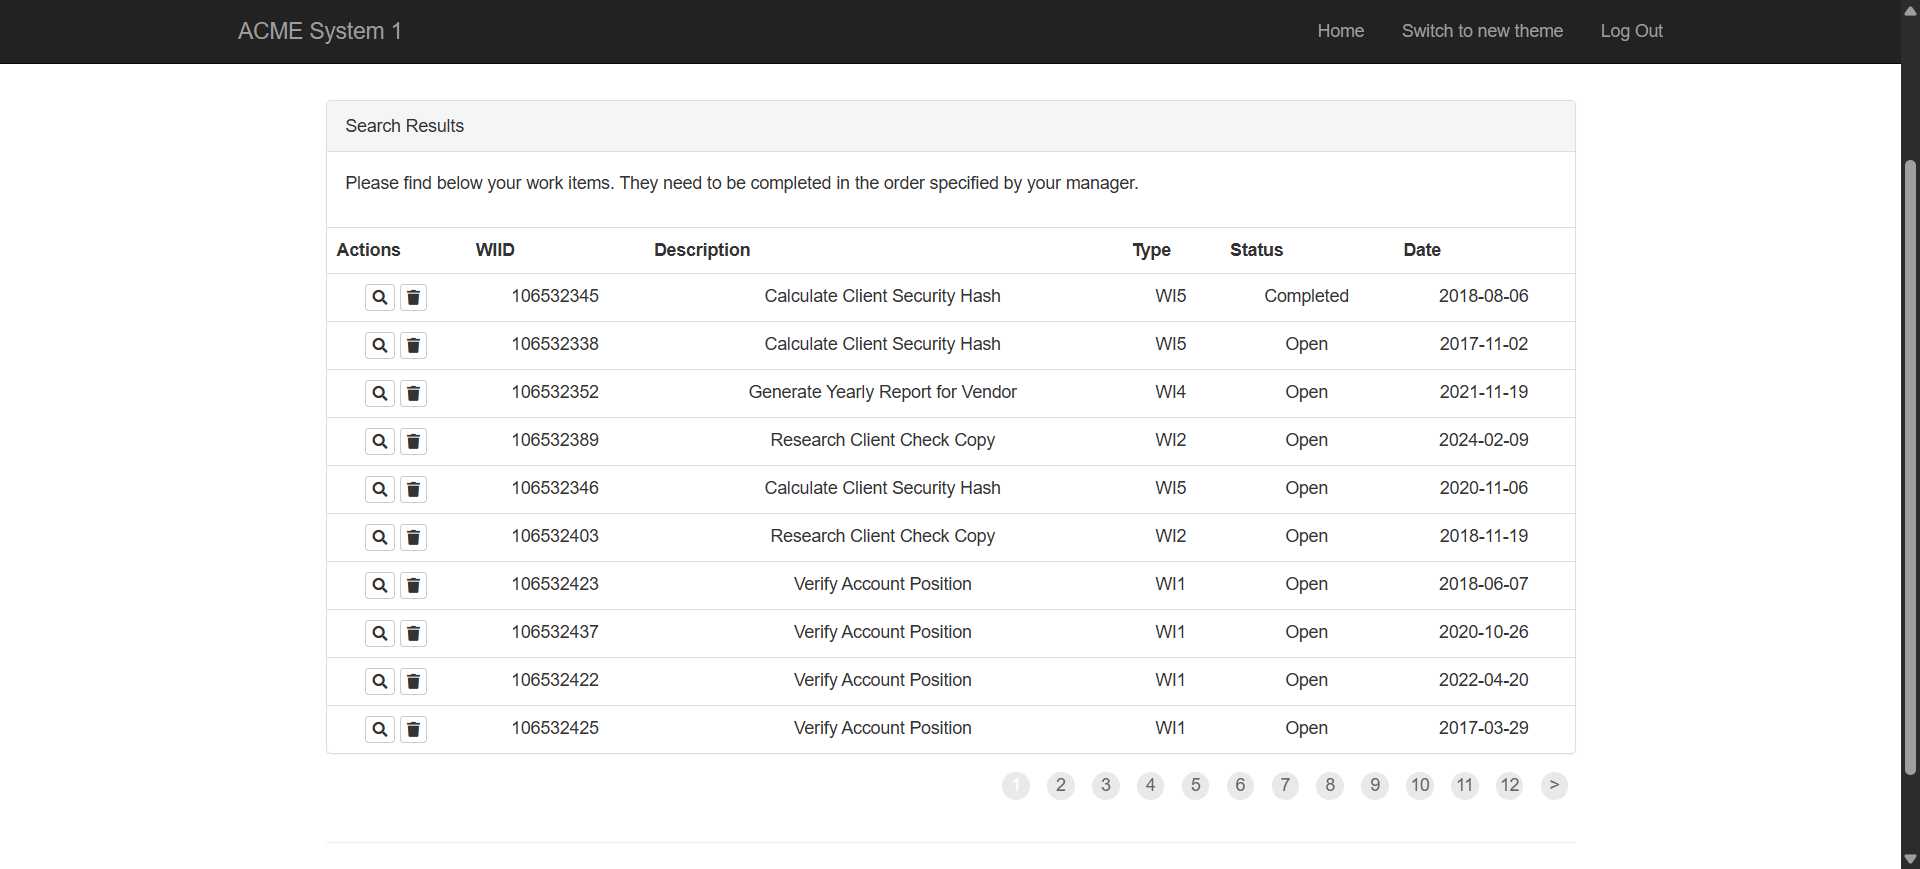 ACME System 1 Home Switch to new theme Log Out
Search Results
Please find below your work items. They need to be completed in the order specified by your manager.
Actions WIID Description Type Status Date
106532345 Calculate Client Security Hash WI5 Completed 2018-08-06
106532338 Calculate Client Security Hash WI5 Open 2017-11-02
106532352 Generate Yearly Report for Vendor WI4 Open 2021-11-19
106532389 Research Client Check Copy WI2 Open 2024-02-09
106532346 Calculate Client Security Hash WI5 Open 2020-11-06
106532403 Research Client Check Copy WI2 Open 2018-11-19
106532423 Verify Account Position WI1 Open 2018-06-07
106532437 Verify Account Position WI1 Open 2020-10-26
106532422 Verify Account Position WI1 Open 2022-04-20
106532425 Verify Account Position WI1 Open 2017-03-29
1 2 3 4 5 6 7 8 9 10 11 12 >